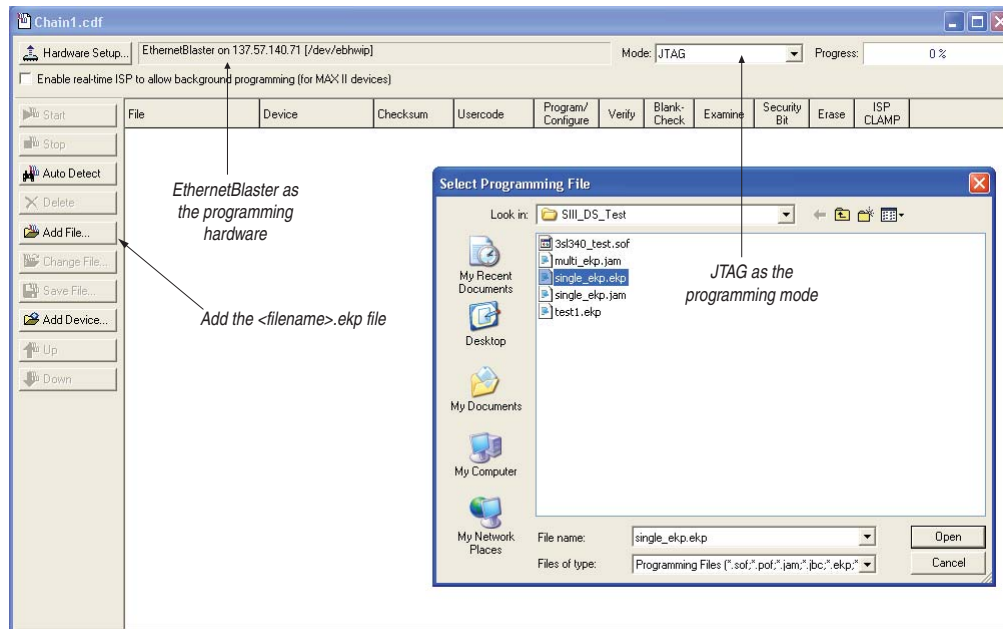 Chain1.cdf
Hardware Setup... EthernetBlaster on 137.57.140.71 [/dev/ebhwip] Mode: JTAG Progress: 0 %
Enable real-time ISP to allow background programming (for MAX II devices)
Start
Stop
Auto Detect
Delete
Add File...
Change File...
Save File...
Add Device...
Up
Down
File Device Checksum Usercode Program/ Configure Verify Blank- Check Examine Security Bit Erase ISP CLAMP
EthernetBlaster as
the programming
hardware
Add the <filename>.ekp file
JTAG as the
programming mode
Select Programming File
Look in: SIII_DS_Test
My Recent
Documents
Desktop
My Documents
My Computer
My Network
Places
3sl340_test.sof
multi_ekp.jam
single_ekp.ekp
single_ekp.jam
test1.ekp
File name: single_ekp.ekp Open
Files of type: Programming Files (*.sof;*.pof;*.jam;*.jbc;*.ekp;* Cancel